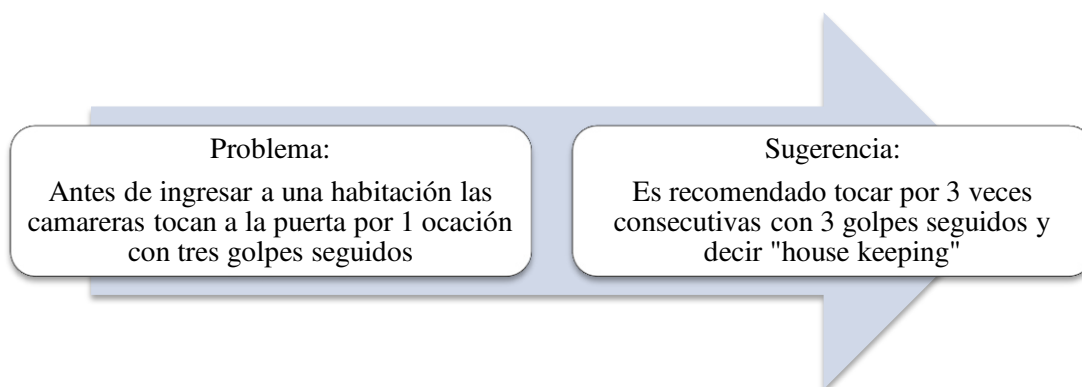 Problema:
Antes de ingresar a una habitación las
camareras tocan a la puerta por 1 ocación
con tres golpes seguidos
Sugerencia:
Es recomendado tocar por 3 veces
consecutivas con 3 golpes seguidos y
decir "house keeping"